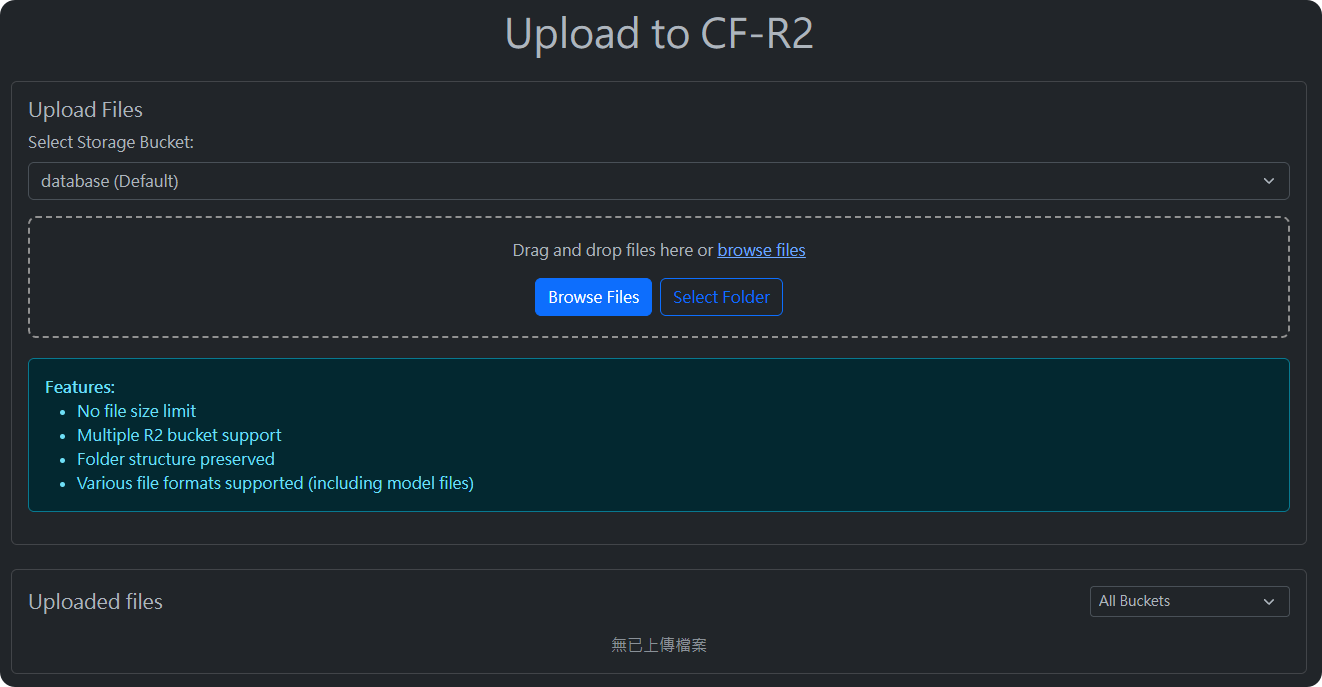 Upload to CF-R2
Upload Files
Select Storage Bucket:
database (Default)
Drag and drop files here or browse files
Browse Files
Select Folder
Features:
No file size limit
Multiple R2 bucket support
Folder structure preserved
Various file formats supported (including model files)
Uploaded files
All Buckets
無已上傳檔案